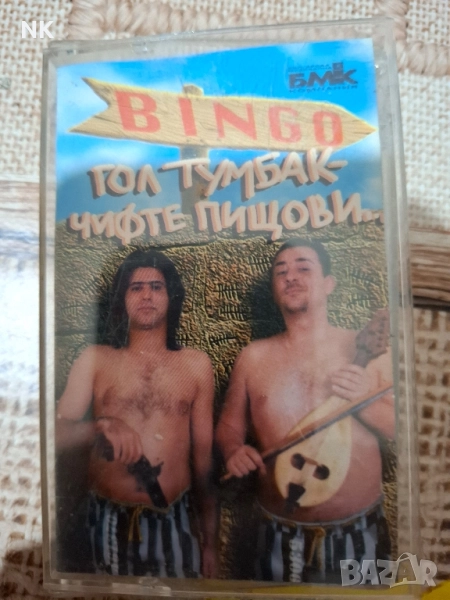 NK
БМК
BINGO
ГОЛ ТУМБАК-
ЧИФТЕ ПИЩОВИ...
BAZAR